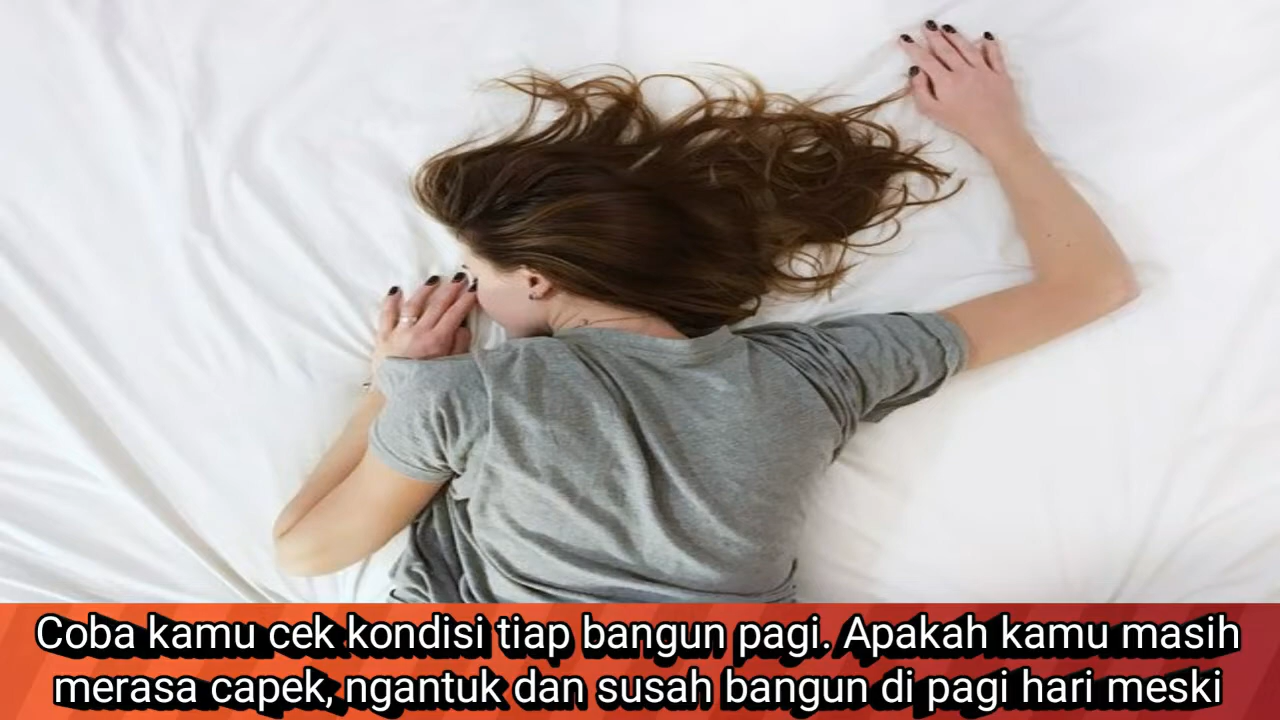 Coba kamu cek kondisi tiap bangun pagi. Apakah kamu masih
merasa capek, ngantuk dan susah bangun di pagi hari meski